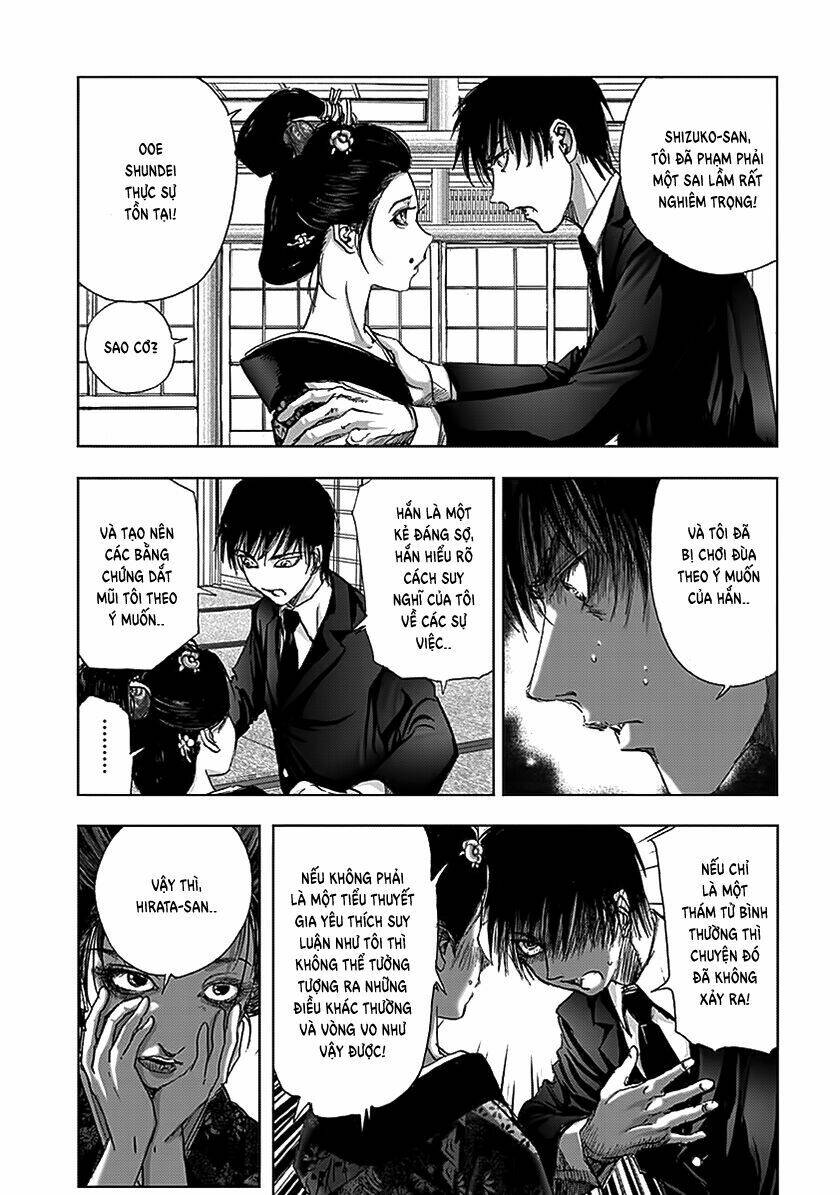 SHIZUKO-SAN,
TÔI ĐÃ PHẠM PHẢI
MỘT SAI LẦM RẤT
NGHIÊM TRỌNG!
OOE
SHUNDEI
THỰC SỰ
TỒN TẠI!
SAO CƠ?
VÀ TÔI ĐÃ
BỊ CHƠI ĐÙA
THEO Ý MUỐN
CỦA HẮN..
HẮN LÀ MỘT
KẺ ĐÁNG SỢ,
HẮN HIỂU RÕ
CÁCH SUY
NGHĨ CỦA TÔI
VỀ CÁC SỰ
VIỆC..
VÀ TẠO NÊN
CÁC BẰNG
CHỨNG DẮT
MŨI TÔI THEO
Ý MUỐN..
.........
NẾU CHỈ
LÀ MỘT
THÁM TỬ BÌNH
THƯỜNG THÌ
CHUYỆN ĐÓ
ĐÃ KHÔNG
XẢY RA!
NẾU KHÔNG PHẢI
LÀ MỘT TIỂU THUYẾT
GIA YÊU THÍCH SUY
LUẬN NHƯ TÔI THÌ
KHÔNG THỂ TƯỞNG
TƯỢNG RA NHỮNG
ĐIỀU KHÁC THƯỜNG
VÀ VÒNG VO NHƯ
VẬY ĐƯỢC!
VẬY THÌ,
HIRATA-SAN..